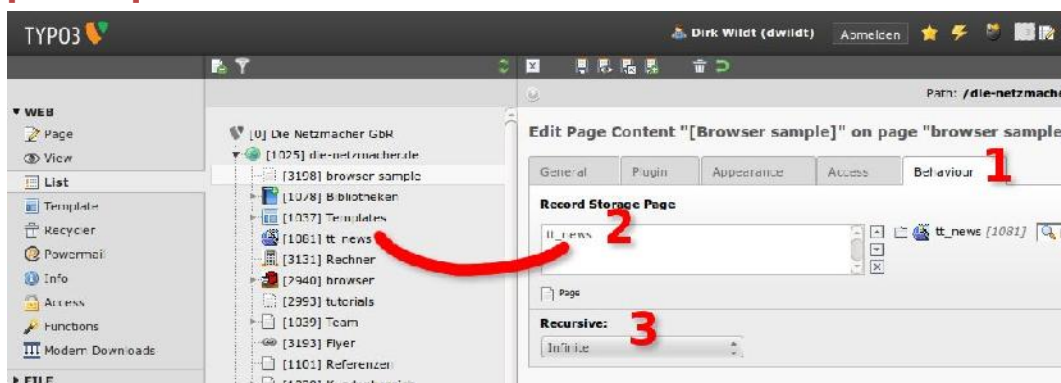 TYPO3
Dirk Wildt (dwildt)
Abmelden
Path: /die-netzmache
WEB
Page
View
List
Template
Recycler
Powermail
Info
Access
Functions
Modern Downloads
FILE
[0] Die Netzmacher GbR
[1025] die-netzmacher.de
[3198] browser sample
[1078] Bibliotheken
[1037] Templates
[1081] tt_news
[3131] Rechner
[2940] browser
[2993] tutorials
[1039] Team
[3193] Flyer
[1101] Referenzen
Edit Page Content "[Browser sample]" on page "browser sample
General
Plugin
Appearance
Access
Behaviour
1
Record Storage Page
2
tt_news
tt_news [1081]
Page
Recursive:
3
Infinite